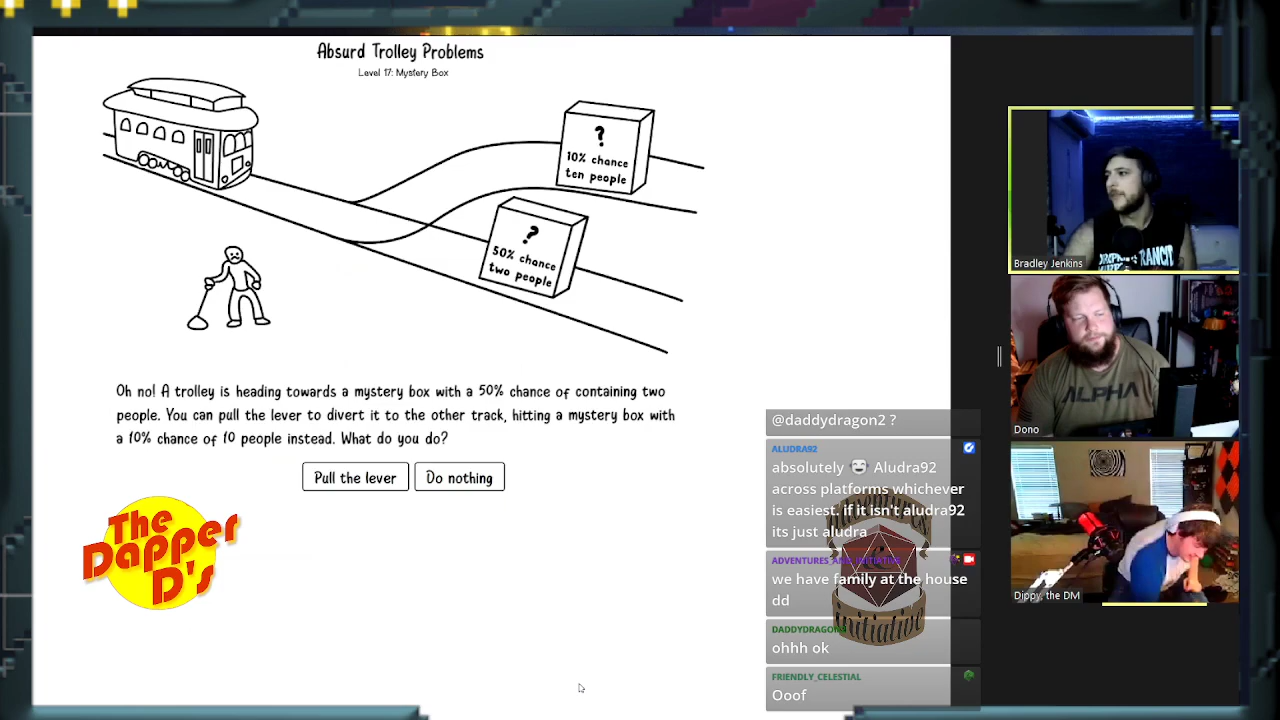 Absurd Trolley Problems
Level 17: Mystery Box
?
10% chance
ten people
?
50% chance
two people
Oh no! A trolley is heading towards a mystery box with a 50% chance of containing two
people. You can pull the lever to divert it to the other track, hitting a mystery box with
a 10% chance of 10 people instead. What do you do?
Pull the lever
Do nothing
The
Dapper
D's
@daddydragon2 ?
ALUDRA92
absolutely Aludra92
across platforms whichever
is easiest. if it isn't aludra92
its just aludra
ADVENTURES_AND_INITIATIVE
we have family at the house
dd
ohhh ok
FRIENDLY_CELESTIAL
Ooof
initiative
Bradley Jenkins
Dono
ALPHA
Dippy, the DM